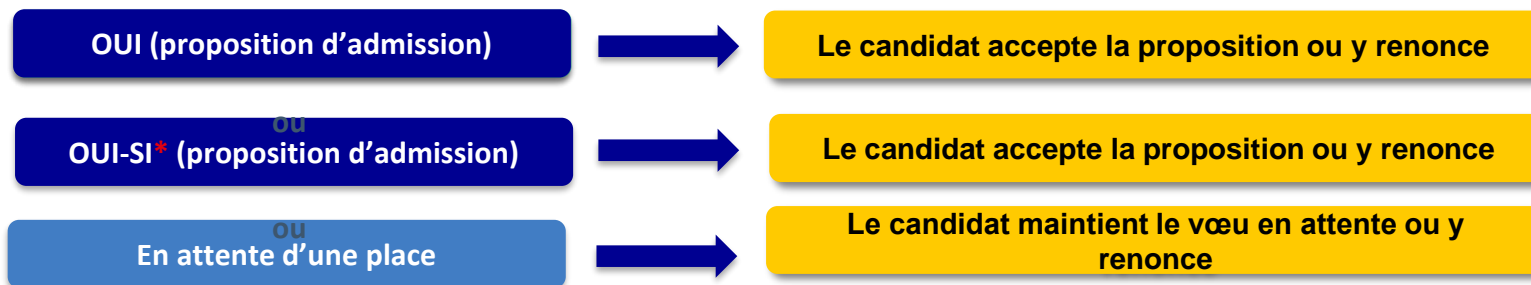 OUI (proposition d’admission)
Le candidat accepte la proposition ou y renonce
ou
OUI-SI* (proposition d’admission)
Le candidat accepte la proposition ou y renonce
ou
En attente d’une place
Le candidat maintient le vœu en attente ou y
renonce